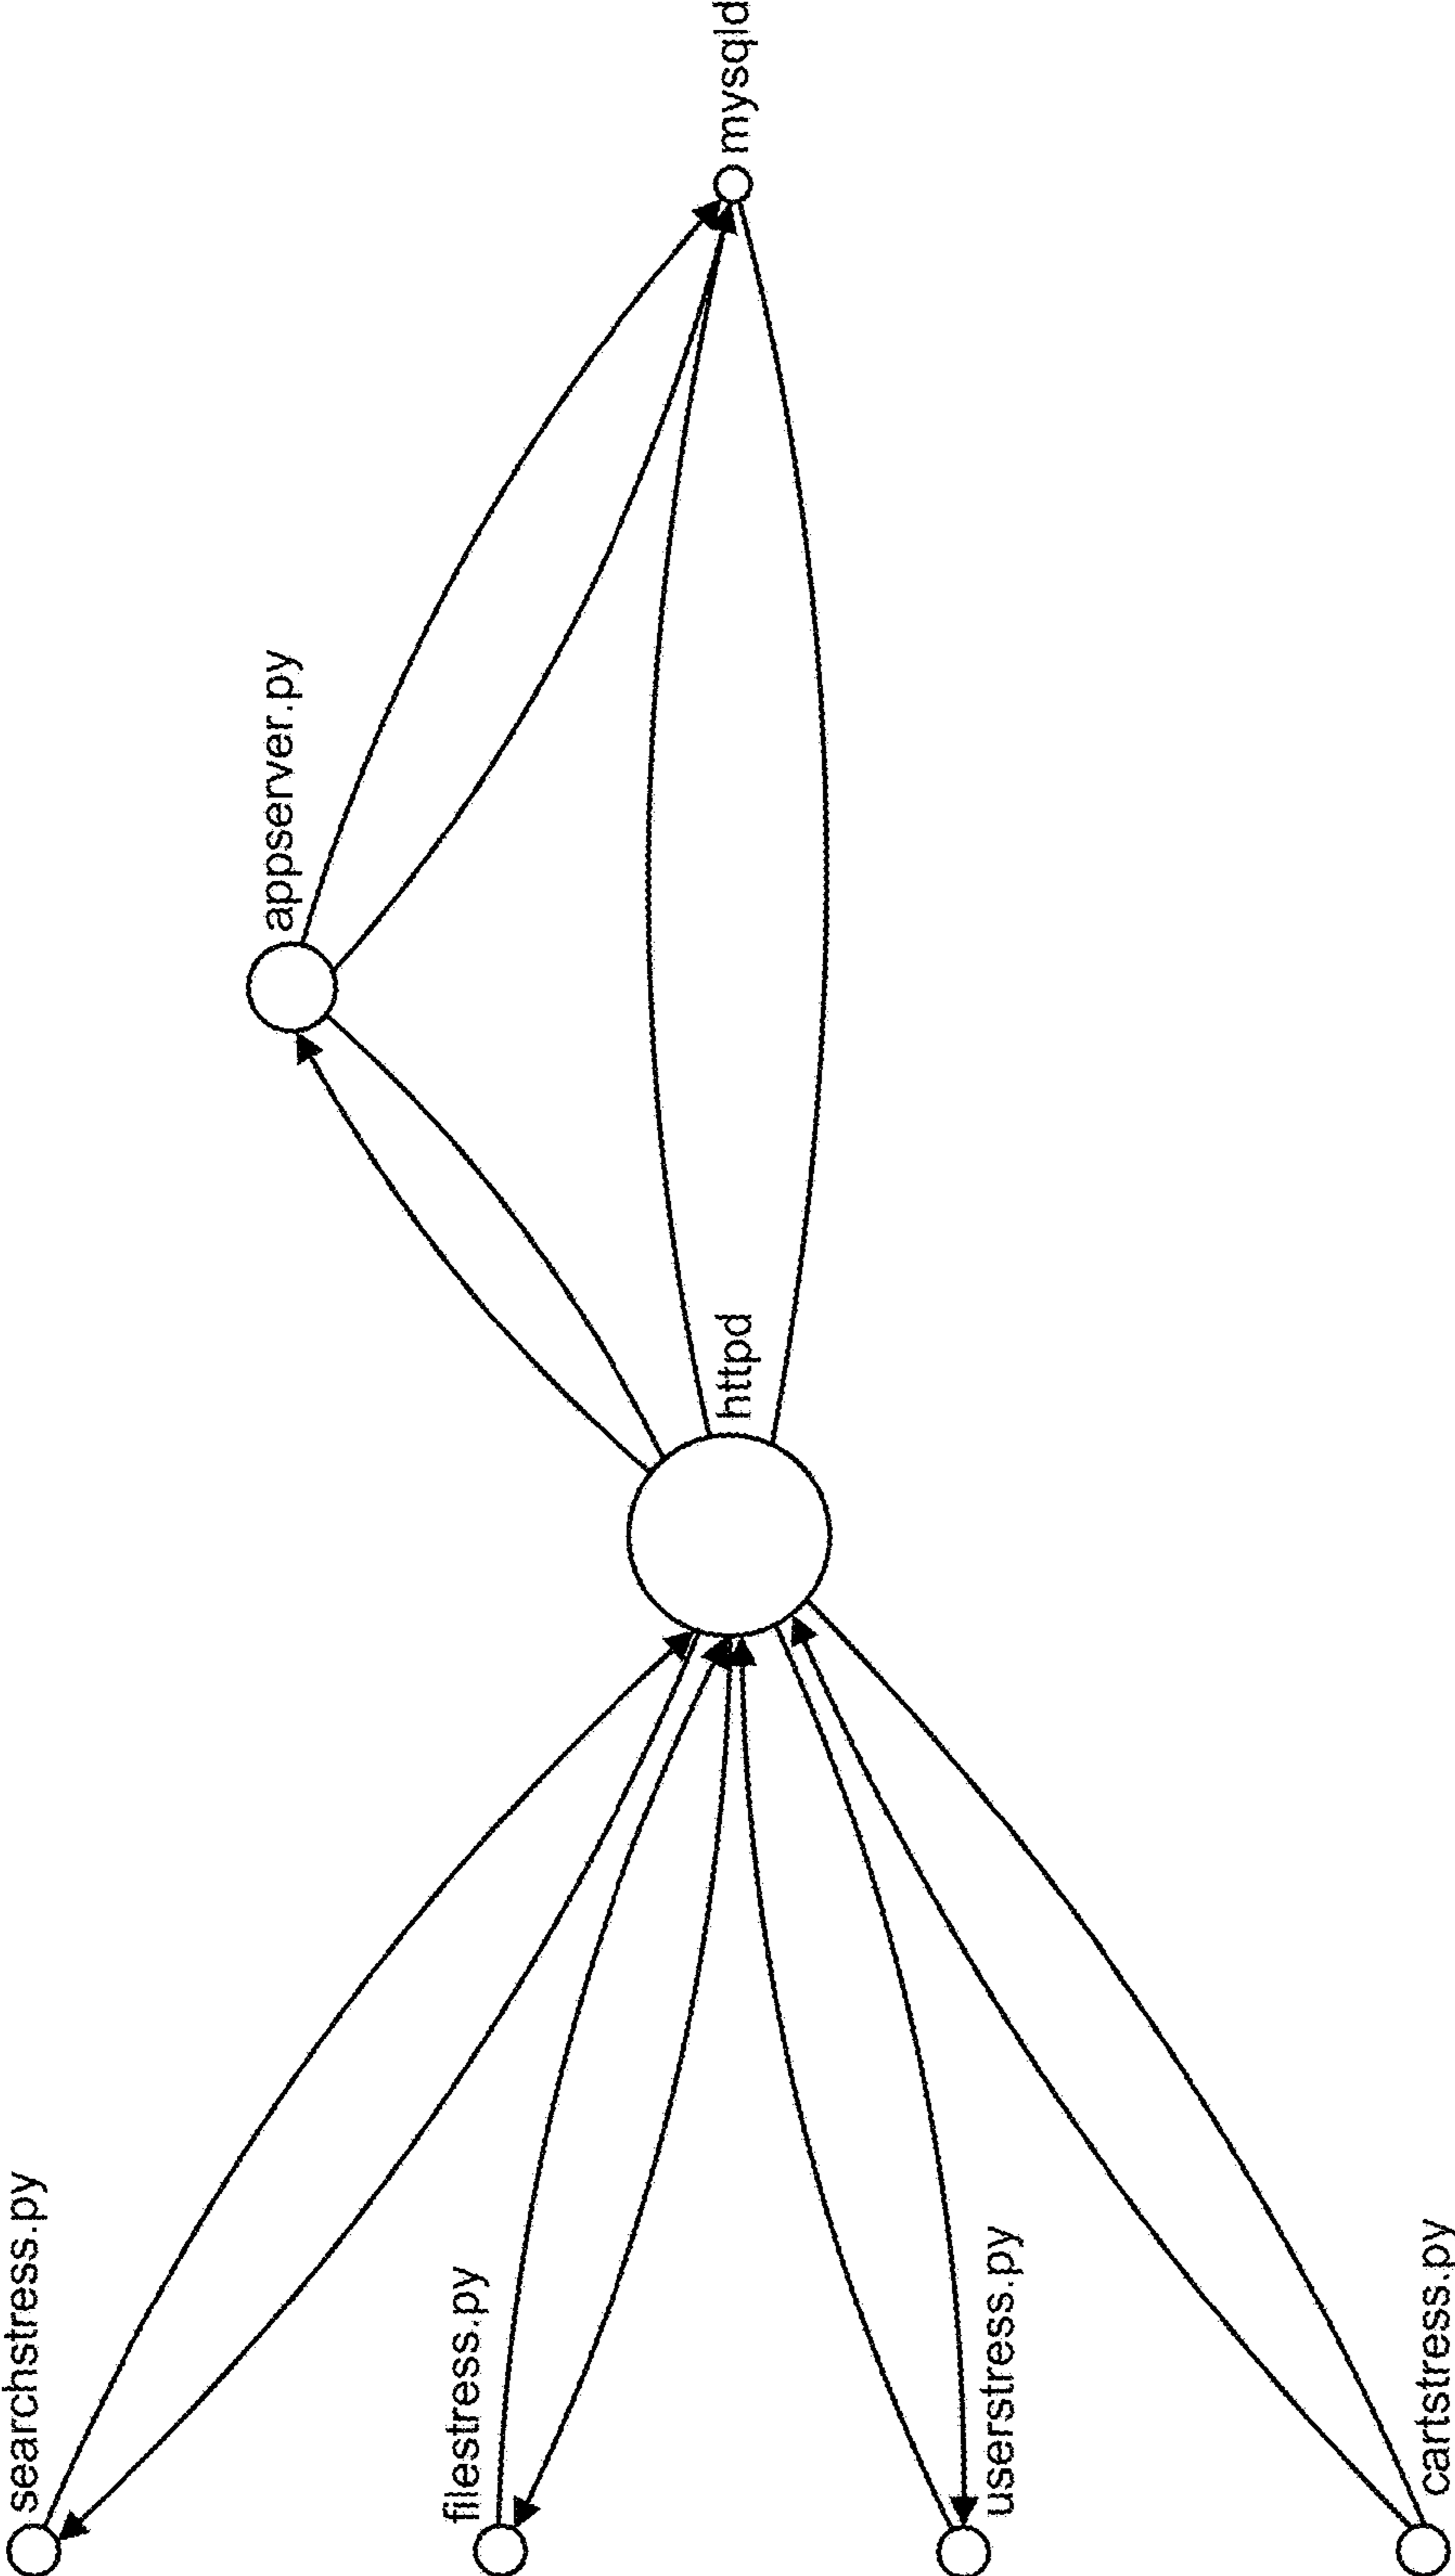 searchstress.py
filestress.py
userstress.py
cartstress.py
httpd
appserver.py
mysqld